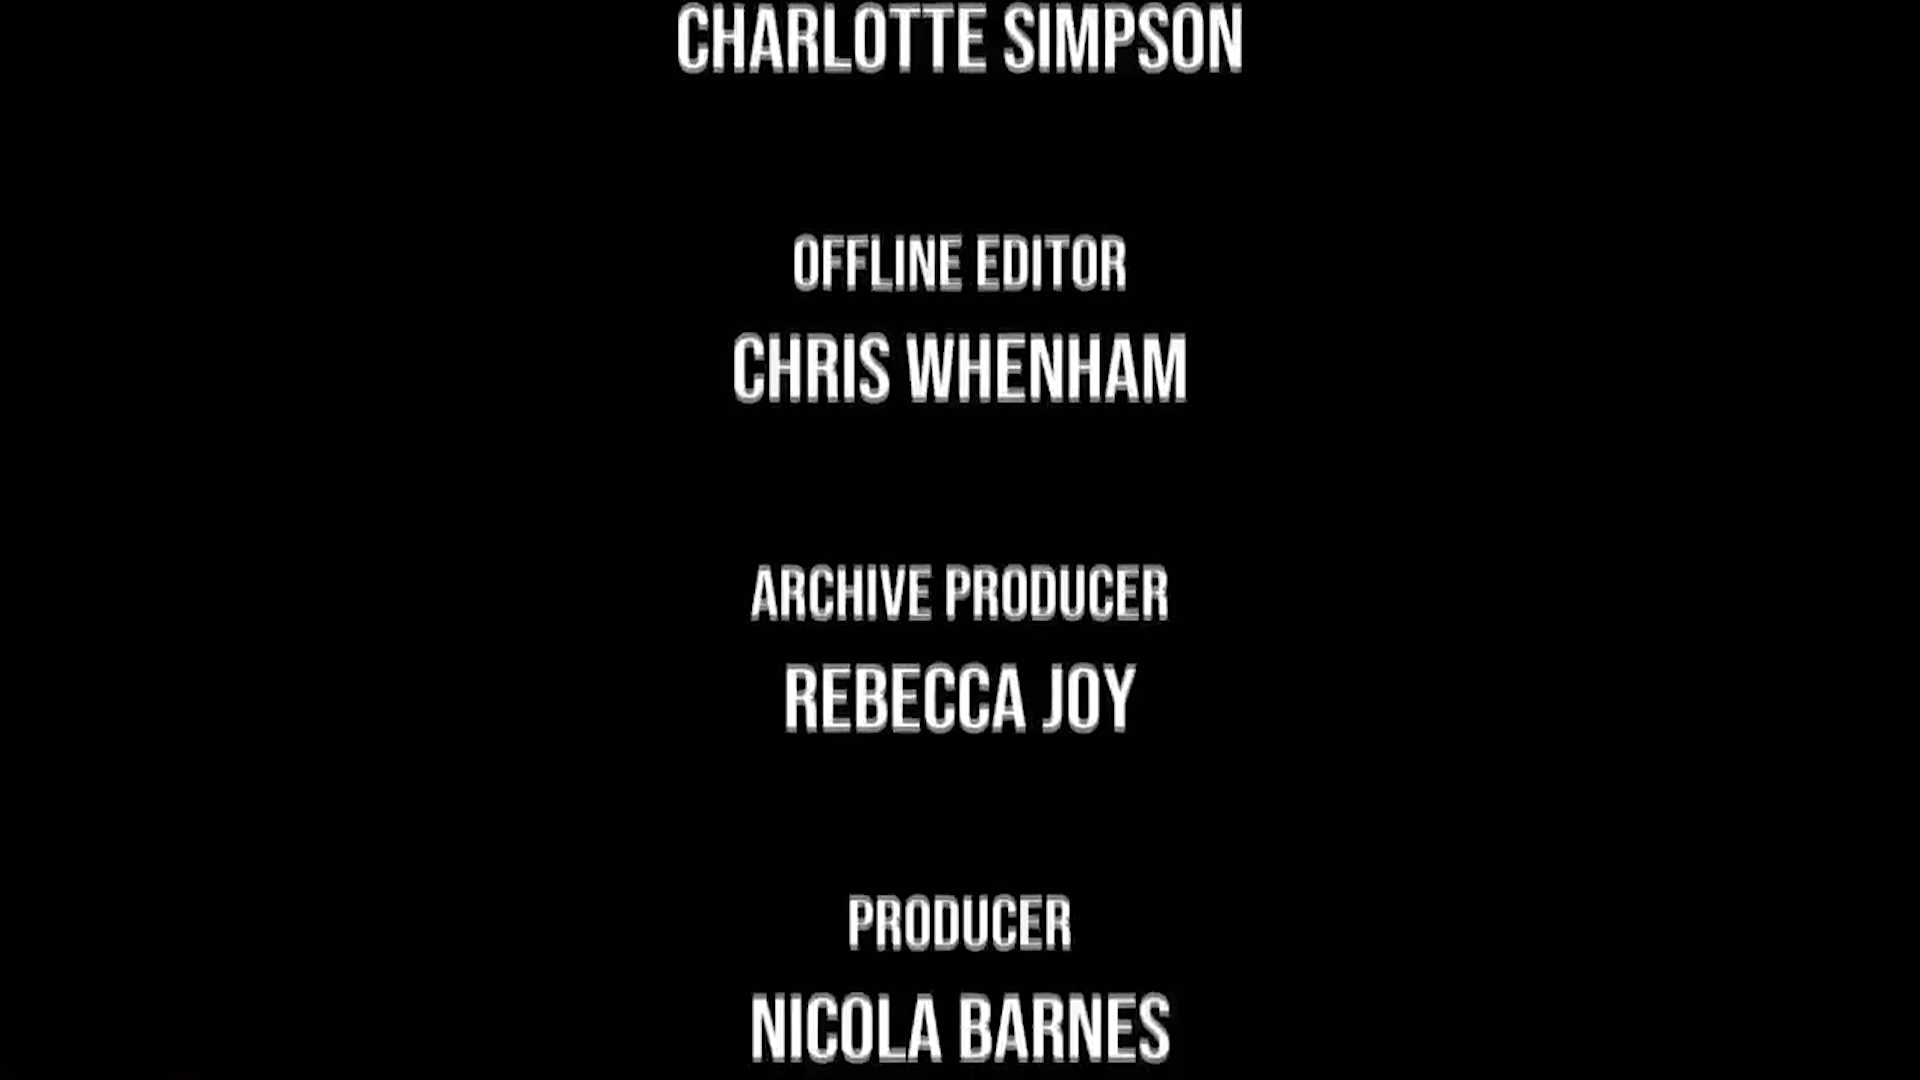 CHARLOTTE SIMPSON
OFFLINE EDITOR
CHRIS WHENHAM
ARCHIVE PRODUCER
REBECCA JOY
PRODUCER
NICOLA BARNES